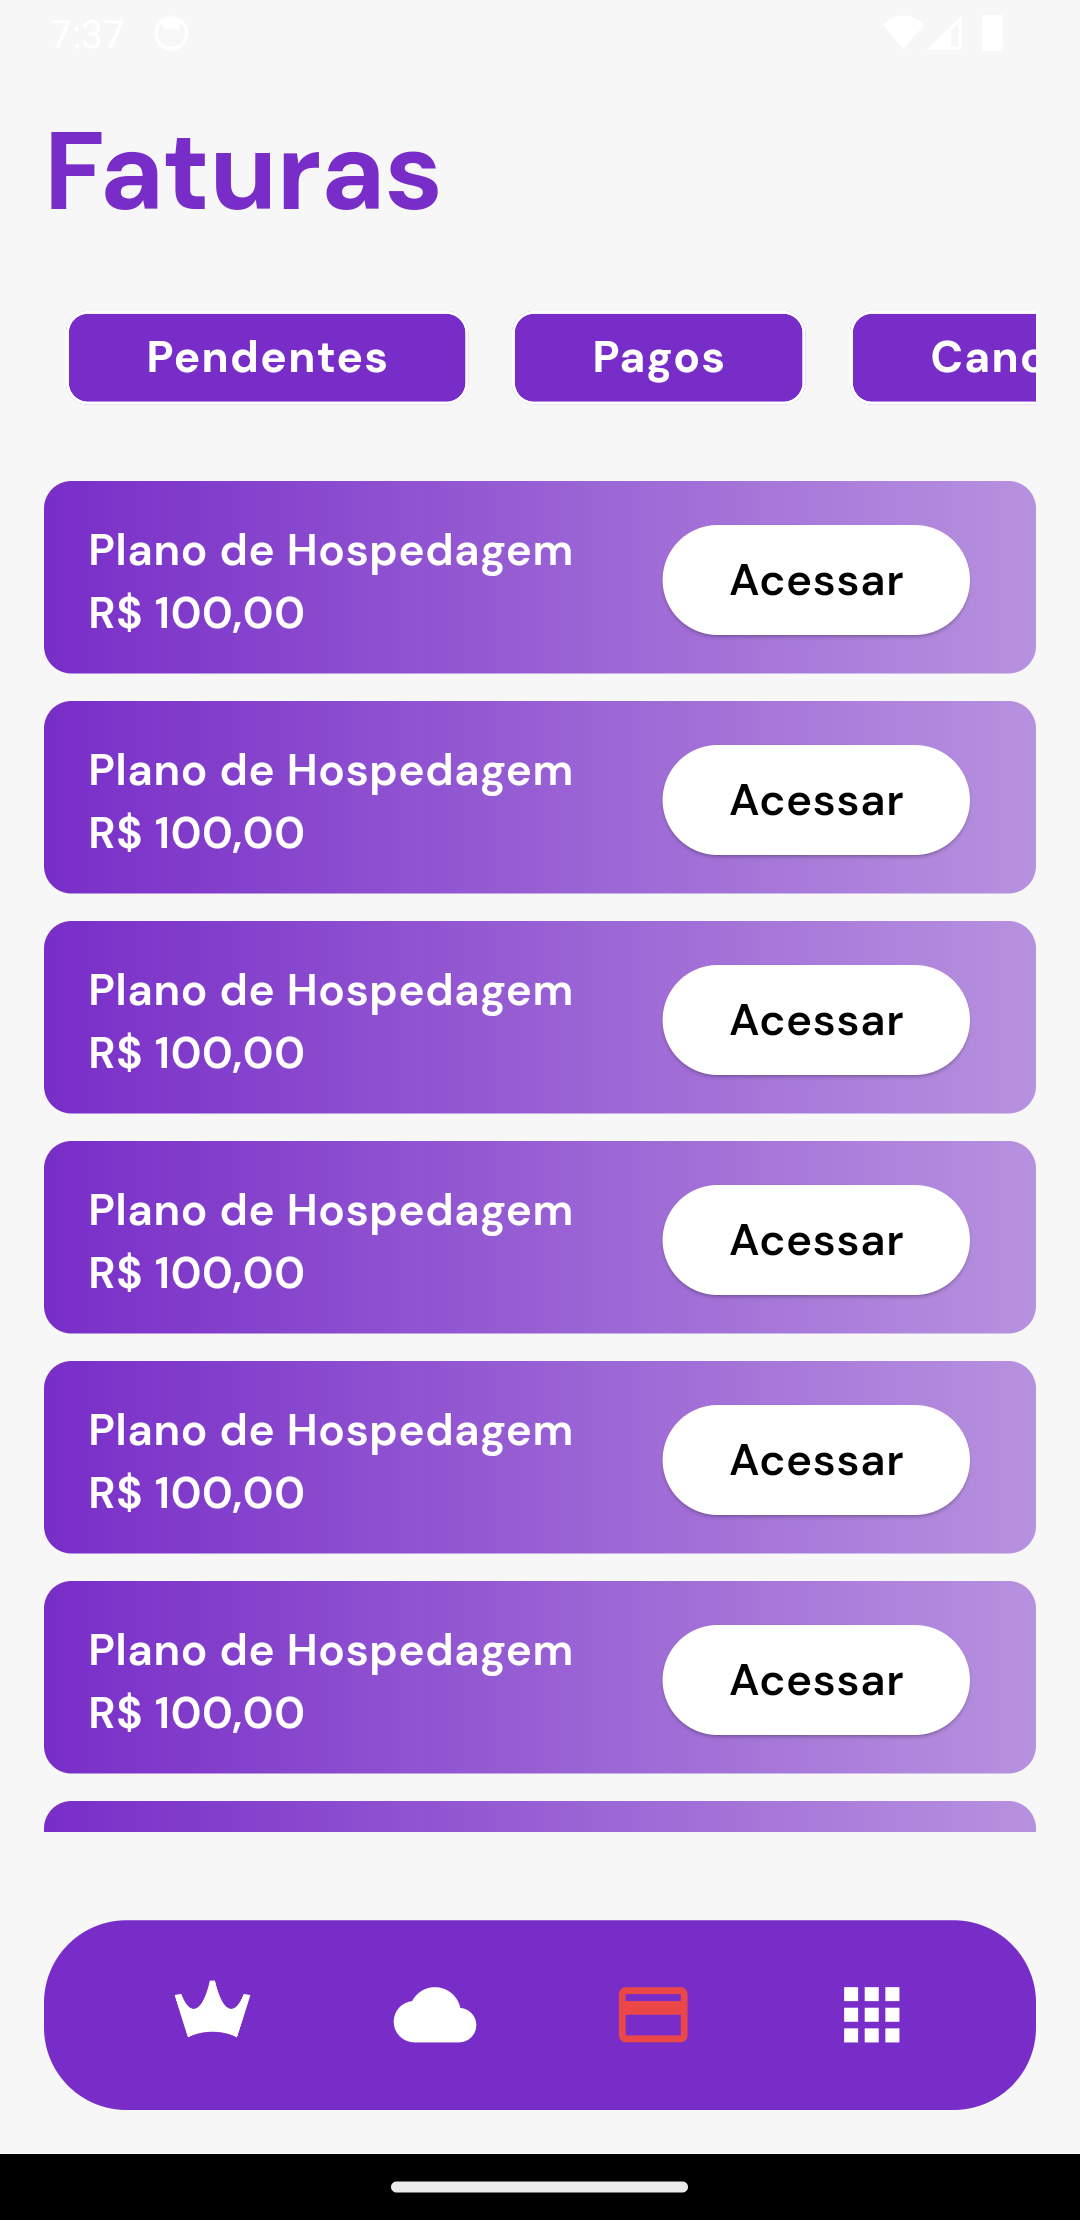 7:37
Faturas
Pendentes Pagos
Plano de Hospedagem
R$ 100,00
Acessar
Plano de Hospedagem
R$ 100,00
Acessar
Plano de Hospedagem
R$ 100,00
Acessar
Plano de Hospedagem
R$ 100,00
Acessar
Plano de Hospedagem
R$ 100,00
Acessar
Plano de Hospedagem
R$ 100,00
Acessar